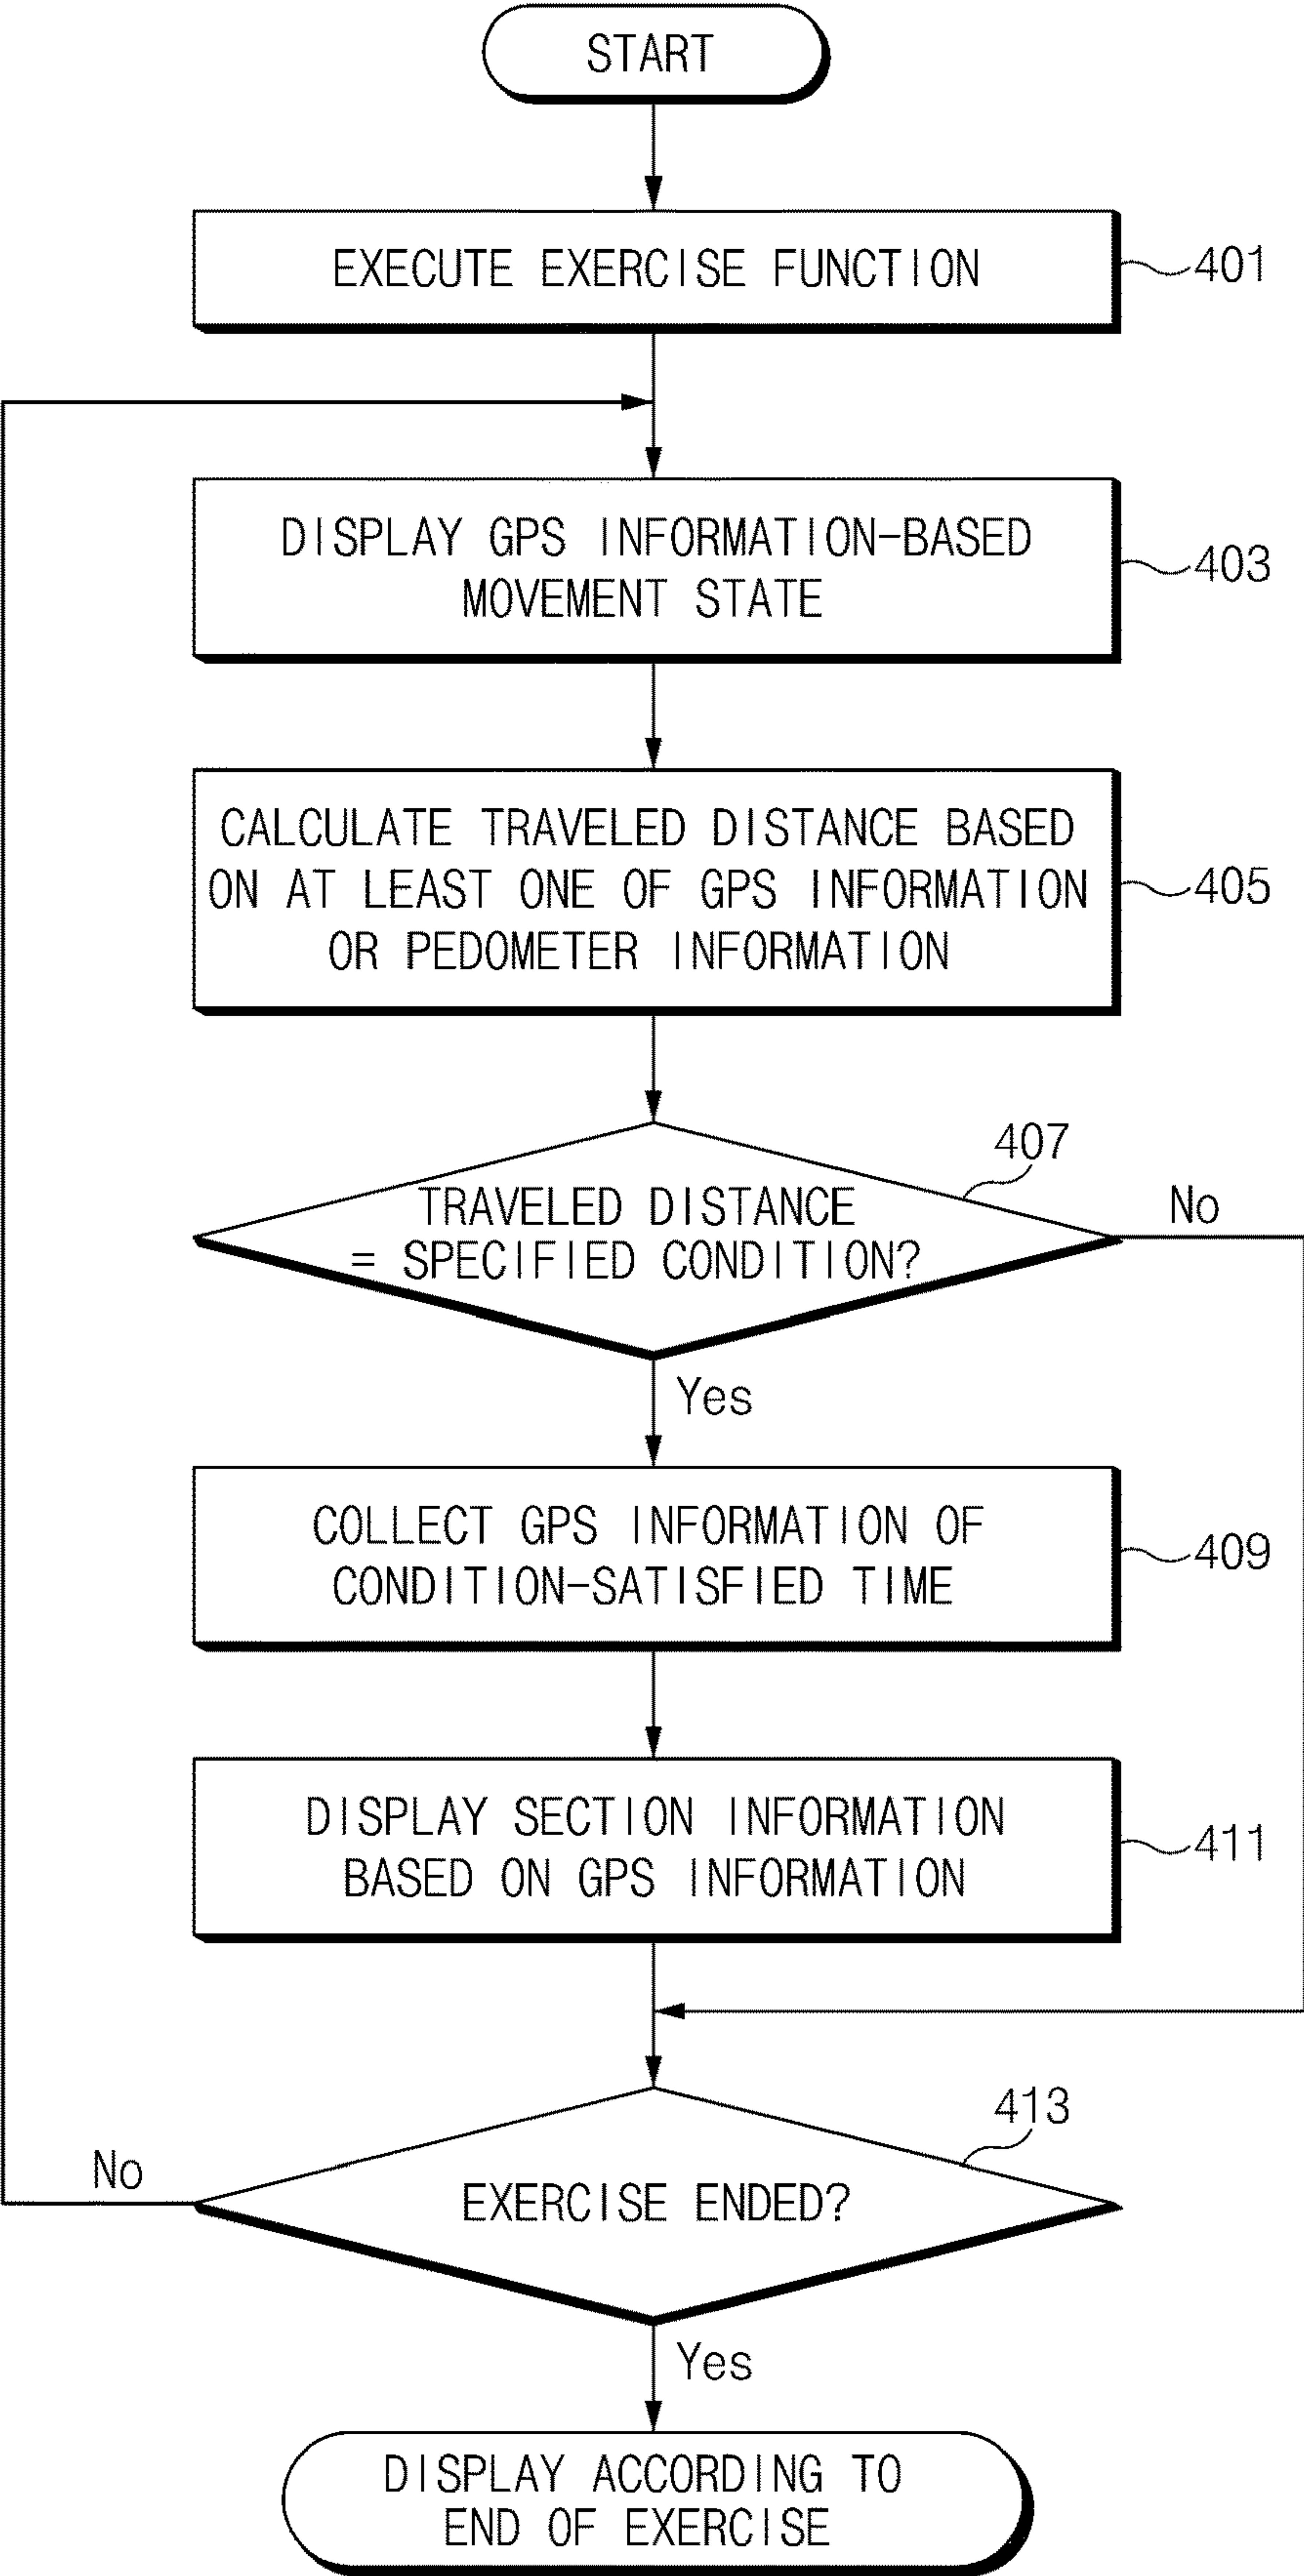 START
EXECUTE EXERCISE FUNCTION
401
DISPLAY GPS INFORMATION-BASED
MOVEMENT STATE
403
CALCULATE TRAVELED DISTANCE BASED
ON AT LEAST ONE OF GPS INFORMATION
OR PEDOMETER INFORMATION
405
407
TRAVELED DISTANCE
= SPECIFIED CONDITION?
No
Yes
COLLECT GPS INFORMATION OF
CONDITION-SATISFIED TIME
409
DISPLAY SECTION INFORMATION
BASED ON GPS INFORMATION
411
413
No
EXERCISE ENDED?
Yes
DISPLAY ACCORDING TO
END OF EXERCISE